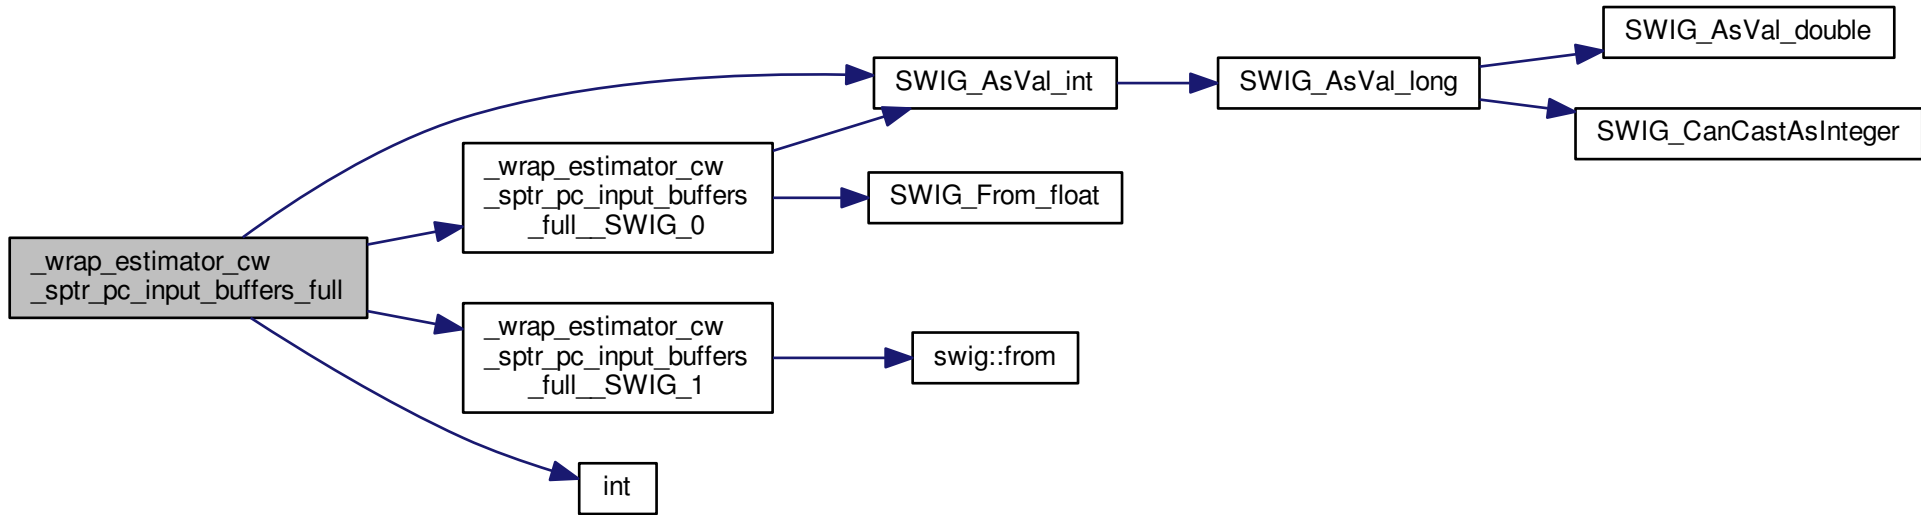 _wrap_estimator_cw
_sptr_pc_input_buffers_full
_wrap_estimator_cw
_sptr_pc_input_buffers
_full__SWIG_0
_wrap_estimator_cw
_sptr_pc_input_buffers
_full__SWIG_1
int
SWIG_AsVal_int
SWIG_From_float
swig::from
SWIG_AsVal_long
SWIG_AsVal_double
SWIG_CanCastAsInteger